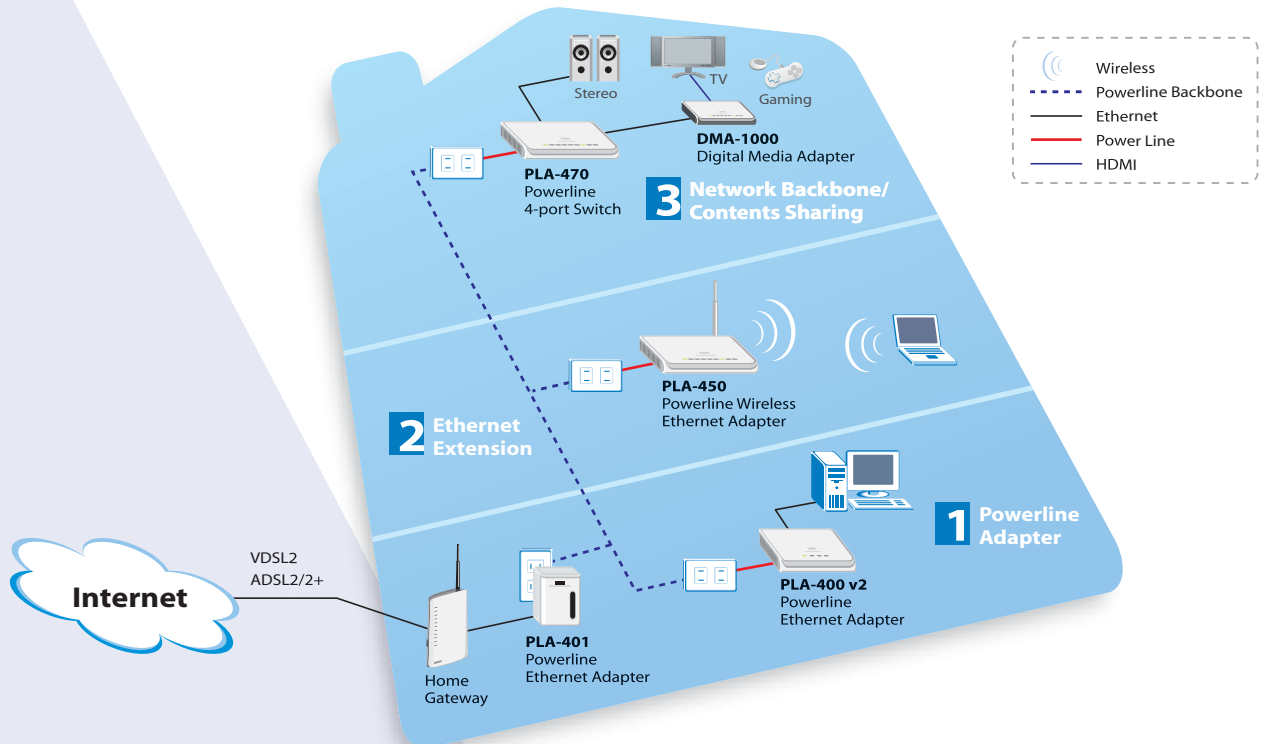 Stereo
TV
Gaming
DMA-1000
Digital Media Adapter
PLA-470
Powerline
4-port Switch
3 Network Backbone/
Contents Sharing
Wireless
Powerline Backbone
Ethernet
Power Line
HDMI
PLA-450
Powerline Wireless
Ethernet Adapter
2 Ethernet
Extension
1 Powerline
Adapter
PLA-400 v2
Powerline
Ethernet Adapter
VDSL2
ADSL2/2+
Internet
PLA-401
Powerline
Ethernet Adapter
Home
Gateway